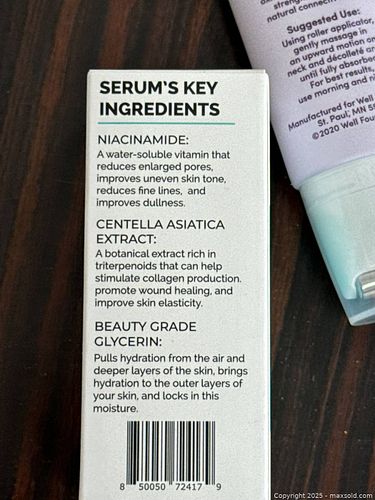 SERUM'S KEY
INGREDIENTS
NIACINAMIDE:
A water-soluble vitamin that
reduces enlarged pores,
improves uneven skin tone,
reduces fine lines, and
improves dullness.
CENTELLA ASIATICA
EXTRACT:
A botanical extract rich in
triterpenoids that can help
stimulate collagen production.
promote wound healing, and
improve skin elasticity.
BEAUTY GRADE
GLYCERIN:
Pulls hydration from the air and
deeper layers of the skin, brings
hydration to the outer layers of
your skin, and locks in this
moisture.
8 50050 72417 9
natural connecti
Suggested Use:
Using roller applicator,
gently massage in
an upward motion on
neck and décolleté ar
until fully absorbed
For best results,
use morning and ni
Manufactured for Well
St. Paul, MN 5
©2020 Well Fou
Copyright 2025 - maxsold.com